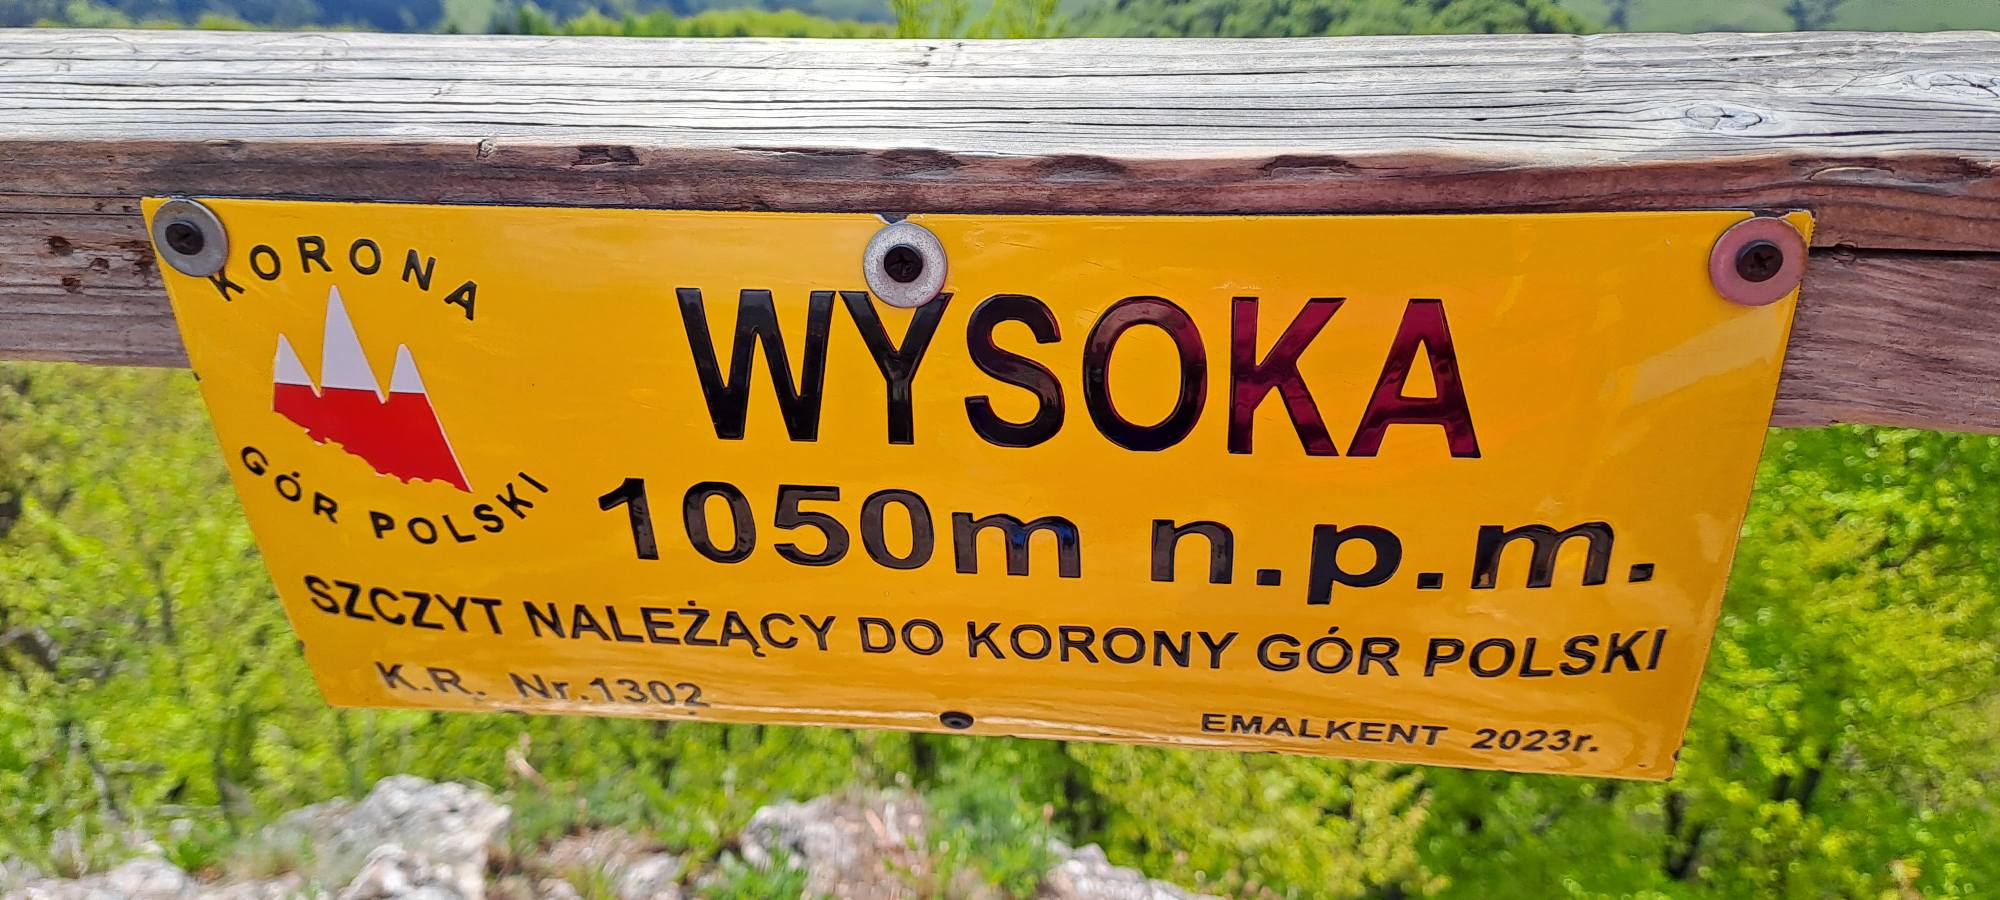 KORONA
GÓR POLSKI
WYSOKA
1050m n.p.m.
SZCZYT NALEŻĄCY DO KORONY GÓR POLSKI
K.R. Nr.1302
EMALKENT 2023r.